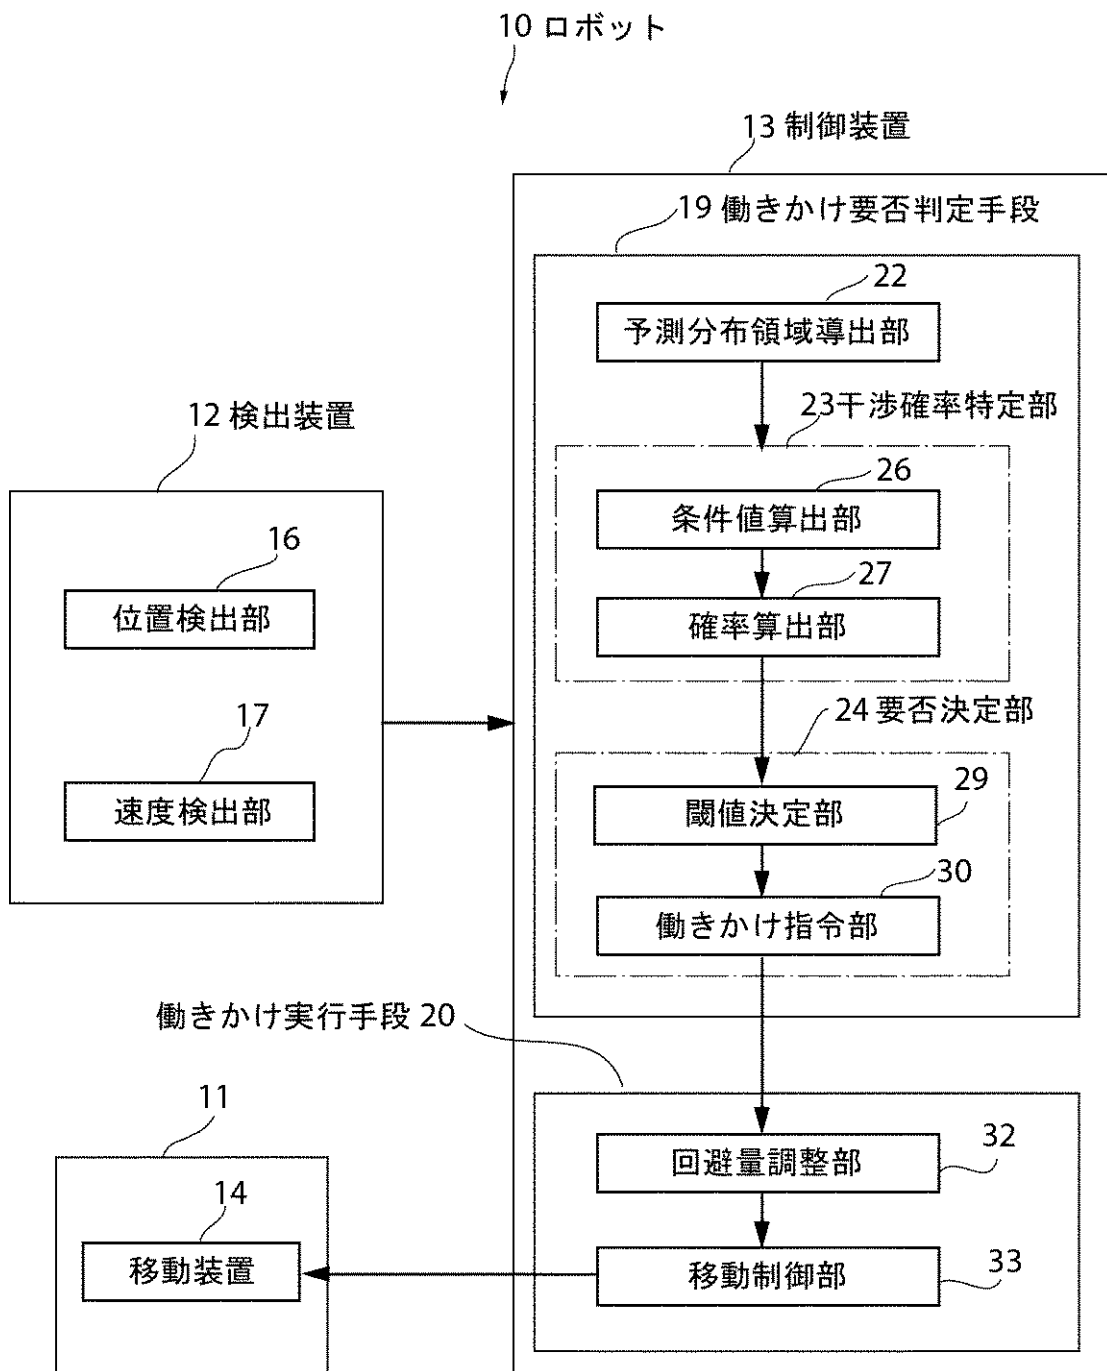 10 ロボット
13 制御装置
19 働きかけ要否判定手段
22
予測分布領域導出部
23干渉確率特定部
26
条件値算出部
27
確率算出部
24 要否決定部
29
閾値決定部
30
働きかけ指令部
12 検出装置
16
位置検出部
17
速度検出部
働きかけ実行手段 20
32
回避量調整部
33
移動制御部
11
14
移動装置